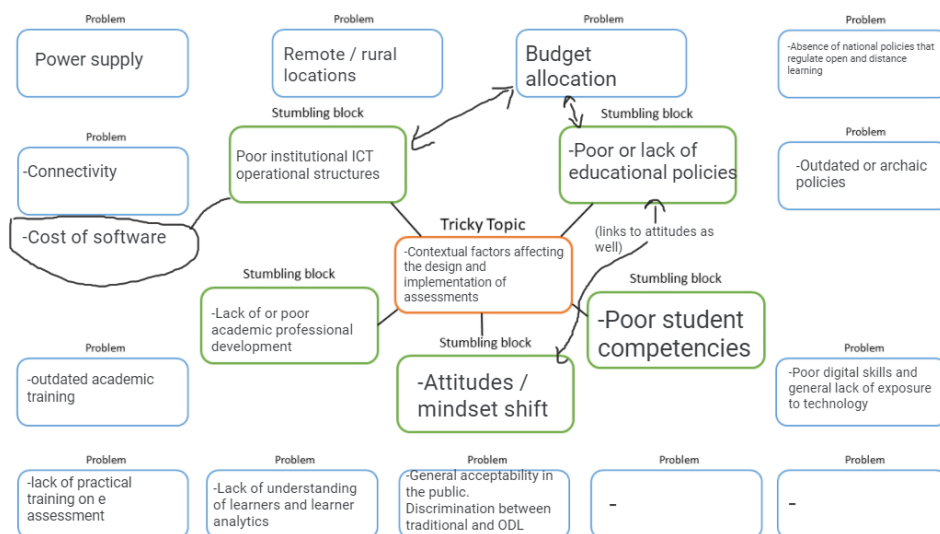 Problem
Power supply
Problem
Remote / rural
locations
Problem
Budget
allocation
Problem
-Absence of national policies that
regulate open and distance
learning
Stumbling block
Poor institutional ICT
operational structures
Stumbling block
-Poor or lack of
educational policies
Problem
-Connectivity
-Cost of software
Problem
-Outdated or archaic
policies
Tricky Topic
-Contextual factors affecting
the design and
implementation of
assessments
(links to attitudes as
well)
Stumbling block
-Lack of or poor
academic professional
development
Stumbling block
-Attitudes /
mindset shift
Stumbling block
-Poor student
competencies
Problem
-outdated academic
training
Problem
-Poor digital skills and
general lack of exposure
to technology
Problem
-lack of practical
training on e
assessment
Problem
-Lack of understanding
of learners and learner
analytics
Problem
-General acceptability in
the public.
Discrimination between
traditional and ODL
Problem
-
Problem
-